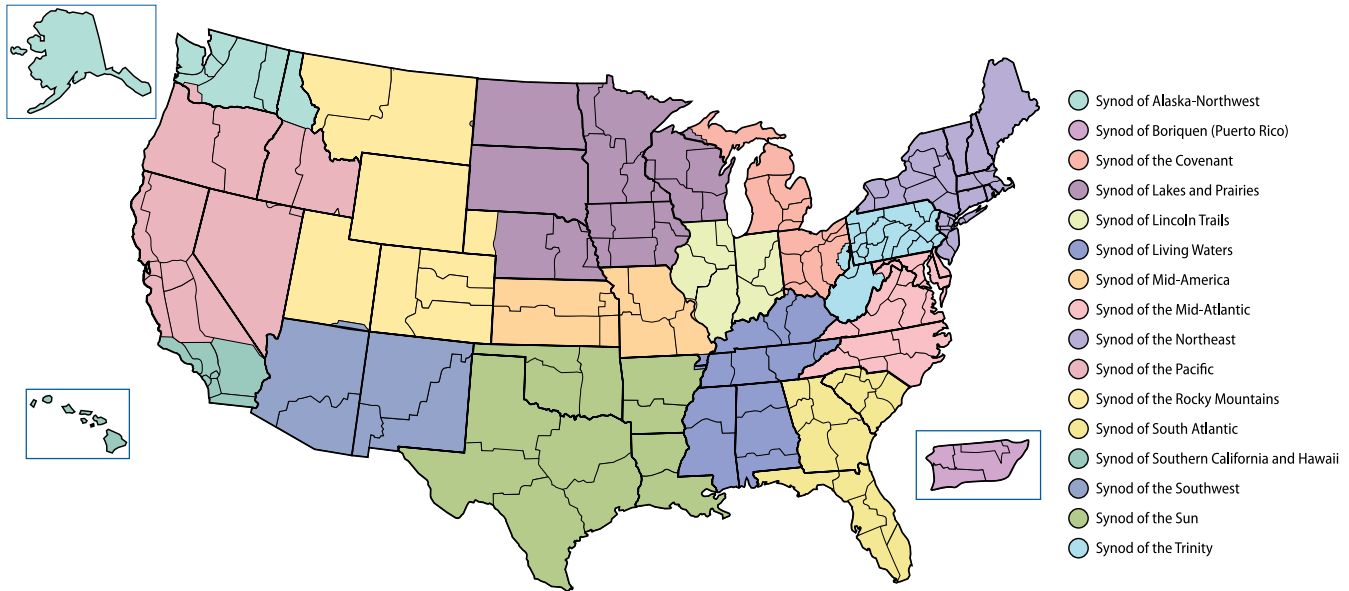 Synod of Alaska-Northwest
Synod of Boriquen (Puerto Rico)
Synod of the Covenant
Synod of Lakes and Prairies
Synod of Lincoln Trails
Synod of Living Waters
Synod of Mid-America
Synod of the Mid-Atlantic
Synod of the Northeast
Synod of the Pacific
Synod of the Rocky Mountains
Synod of South Atlantic
Synod of Southern California and Hawaii
Synod of the Southwest
Synod of the Sun
Synod of the Trinity